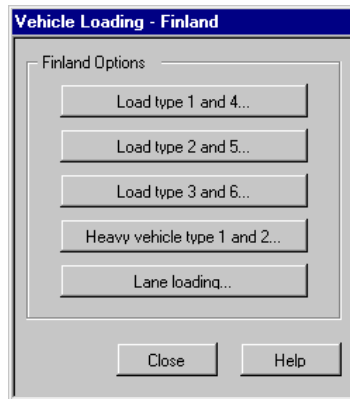 Vehicle Loading - Finland
Finland Options
Load type 1 and 4...
Load type 2 and 5...
Load type 3 and 6...
Heavy vehicle type 1 and 2...
Lane loading...
Close Help